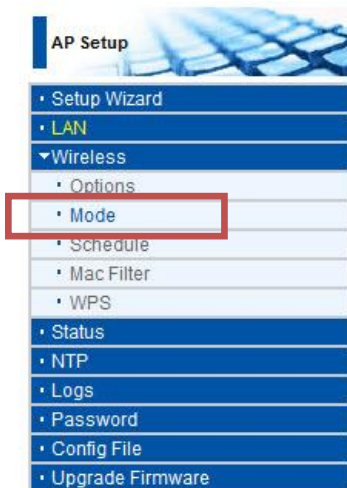 AP Setup
· Setup Wizard
· LAN
▼Wireless
· Options
· Mode
· Schedule
· Mac Filter
· WPS
· Status
· NTP
· Logs
· Password
· Config File
· Upgrade Firmware